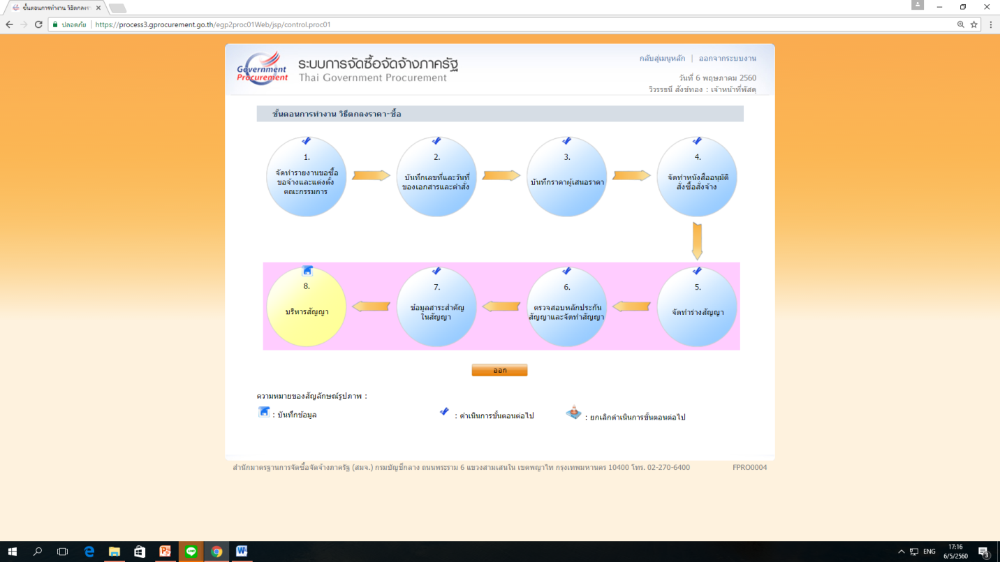 ขั้นตอนการทำงาน วิธีตกลงรา
ปลอดภัย | https://process3.gprocurement.go.th/egp2proc01Web/jsp/control.proc01
Government
Procurement
ระบบการจัดซื้อจัดจ้างภาครัฐ
Thai Government Procurement
กลับสู่เมนูหลัก | ออกจากระบบงาน
วันที่ 6 พฤษภาคม 2560
วิวรรธนี สังข์ทอง : เจ้าหน้าที่พัสดุ
ขั้นตอนการทำงาน วิธีตกลงราคา-ซื้อ
1.
จัดทำรายงานขอซื้อ
ขอจ้างและแต่งตั้ง
คณะกรรมการ
2.
บันทึกเลขที่และวันที่
ของเอกสารและคำสั่ง
3.
บันทึกราคาผู้เสนอราคา
4.
จัดทำหนังสืออนุมัติ
สั่งซื้อสั่งจ้าง
8.
บริหารสัญญา
7.
ข้อมูลสาระสำคัญ
ในสัญญา
6.
ตรวจสอบหลักประกัน
สัญญาและจัดทำสัญญา
5.
จัดทำร่างสัญญา
ออก
ความหมายของสัญลักษณ์รูปภาพ :
: บันทึกข้อมูล
: ดำเนินการขั้นตอนต่อไป
: ยกเลิกดำเนินการขั้นตอนต่อไป
สำนักมาตรฐานการจัดซื้อจัดจ้างภาครัฐ (สมจ.) กรมบัญชีกลาง ถนนพระราม 6 แขวงสามเสนใน เขตพญาไท กรุงเทพมหานคร 10400 โทร. 02-270-6400
FPRO0004
ENG
17:16
6/5/2560
3